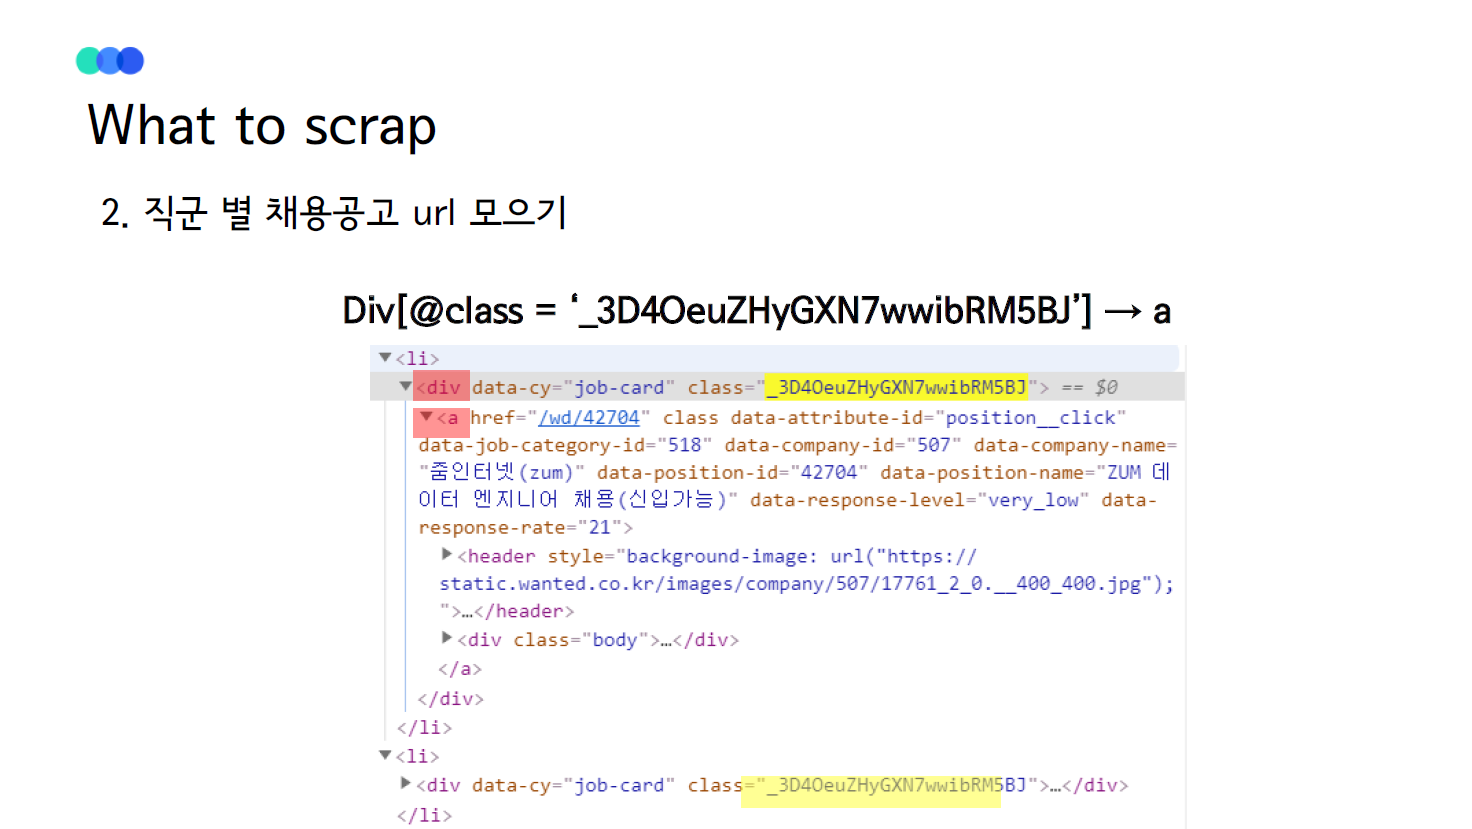 What to scrap
2. 직군 별 채용공고 url 모으기
Div[@class = ‘_3D4OeuZHyGXN7wwibRM5BJ’] → a
▼<li>
▼<div data-cy="job-card" class="_3D4OeuZHyGXN7wwibRM5BJ"> == $0
▼<a href="/wd/42704" class data-attribute-id="position__click"
data-job-category-id="518" data-company-id="507" data-company-name=
"줌인터넷(zum)" data-position-id="42704" data-position-name="ZUM 데
이터 엔지니어 채용(신입가능)" data-response-level="very_low" data-
response-rate="21">
▶<header style="background-image: url("https://
static.wanted.co.kr/images/company/507/17761_2_0.__400_400.jpg");
">…</header>
▶<div class="body">…</div>
</a>
</div>
</li>
▼<li>
▶<div data-cy="job-card" class="_3D4OeuZHyGXN7wwibRM5BJ">…</div>
</li>